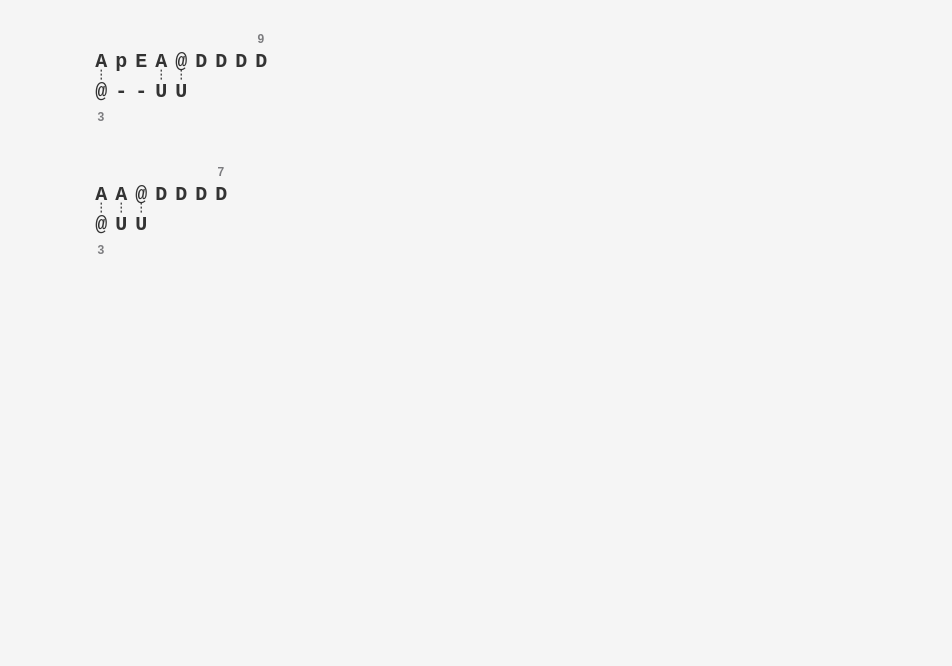 9
A p E A @ D D D D
@ - - U U
3
7
A A @ D D D D
@ U U
3